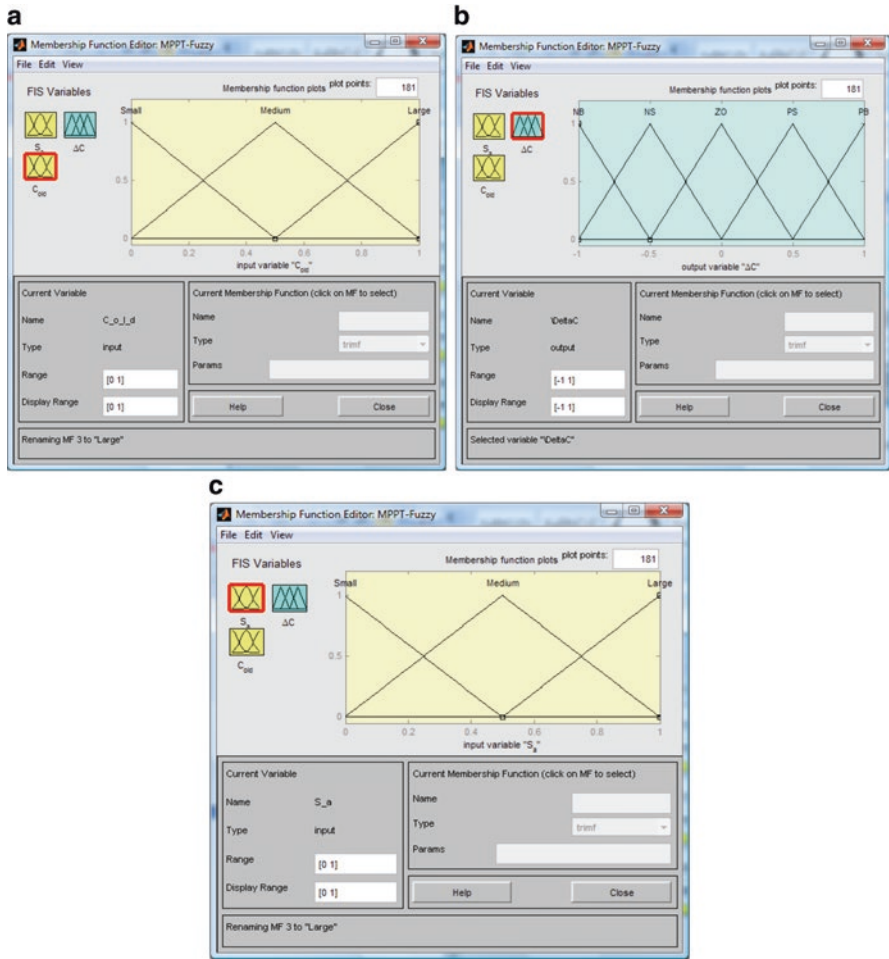 a
Membership Function Editor: MPPT-Fuzzy
File Edit View
FIS Variables
Membership function plots plot points: 181
Small Medium Large
1
0.5
0
0 0.2 0.4 0.6 0.8 1
input variable "C_old"
S_a ΔC
C_old
Current Variable
Name C_o_l_d
Type input
Range [0 1]
Display Range [0 1]
Current Membership Function (click on MF to select)
Name
Type trimf
Params
Help Close
Renaming MF 3 to "Large"
b
Membership Function Editor: MPPT-Fuzzy
File Edit View
FIS Variables
Membership function plots plot points: 181
NB NS ZO PS PB
1
0.5
0
-1 -0.5 0 0.5 1
output variable "ΔC"
S_a ΔC
C_old
Current Variable
Name \DeltaC
Type output
Range [-1 1]
Display Range [-1 1]
Current Membership Function (click on MF to select)
Name
Type trimf
Params
Help Close
Selected variable "\DeltaC"
c
Membership Function Editor: MPPT-Fuzzy
File Edit View
FIS Variables
Membership function plots plot points: 181
Small Medium Large
1
0.5
0
0 0.2 0.4 0.6 0.8 1
input variable "S_a"
S_a ΔC
C_old
Current Variable
Name S_a
Type input
Range [0 1]
Display Range [0 1]
Current Membership Function (click on MF to select)
Name
Type trimf
Params
Help Close
Renaming MF 3 to "Large"